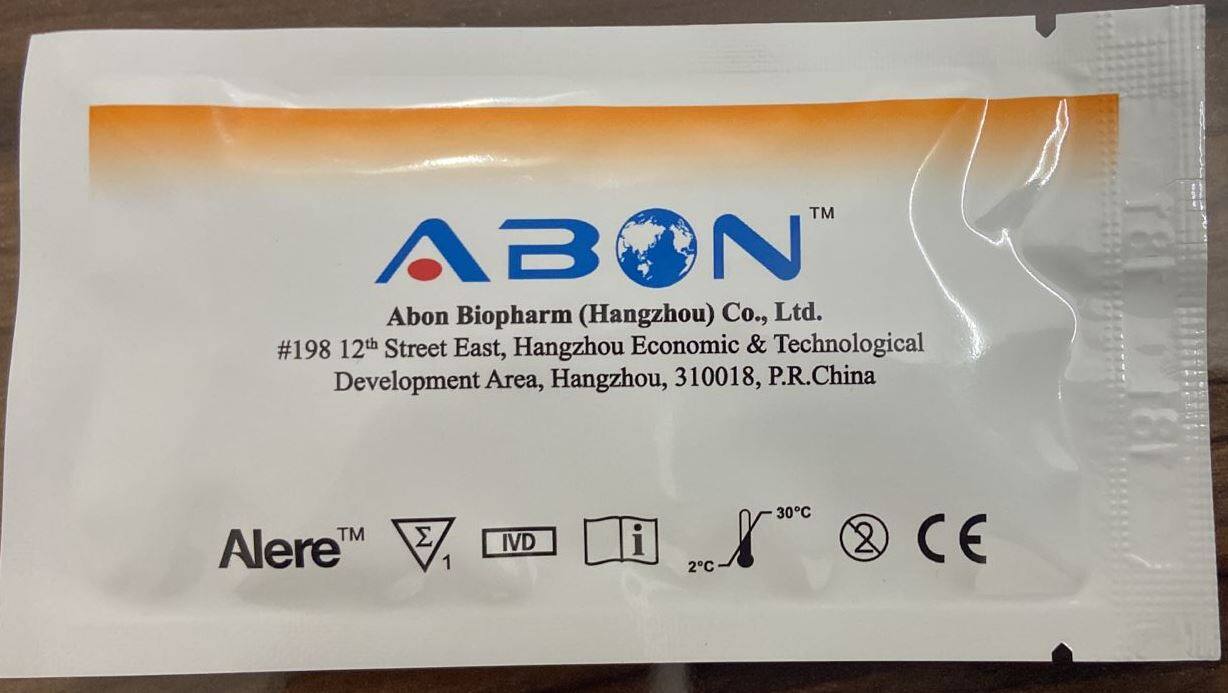 ABON™
Abon Biopharm (Hangzhou) Co., Ltd.
#198 12th Street East, Hangzhou Economic & Technological
Development Area, Hangzhou, 310018, P.R.China
Alere™ Σ 1 IVD i 2°C 30°C 2 CE